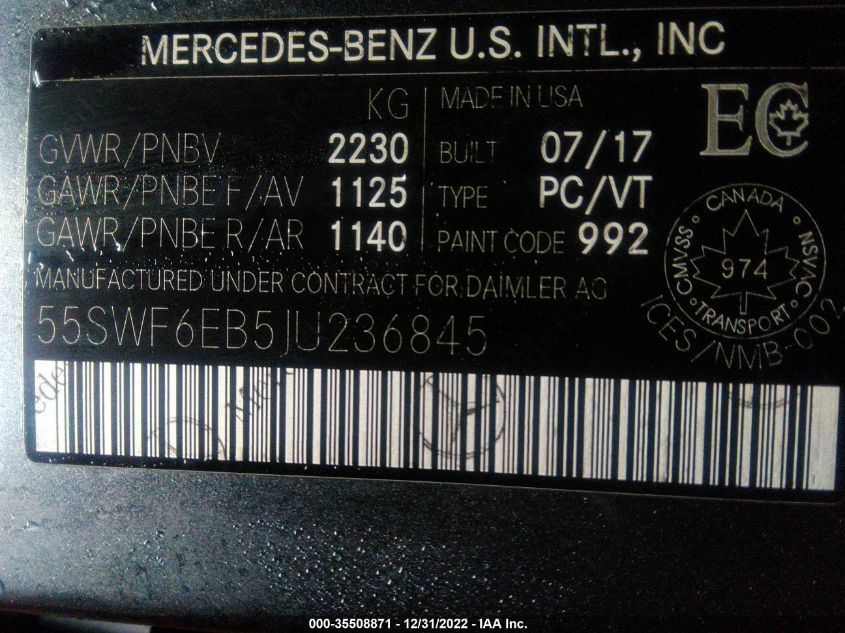 MERCEDES-BENZ U.S. INTL., INC
KG
MADE IN USA
EC
GVWR/PNBV 2230
BUILT 07/17
GAWR/PNBE F/AV 1125
TYPE PC/VT
GAWR/PNBE R/AR 1140
PAINT CODE 992
CANADA
CMVSS
974
NSVAC
TRANSPORT
ICES/NMB-002
MANUFACTURED UNDER CONTRACT FOR DAIMLER AG
55SWF6EB5JU236845
000-35508871 - 12/31/2022 - IAA Inc.